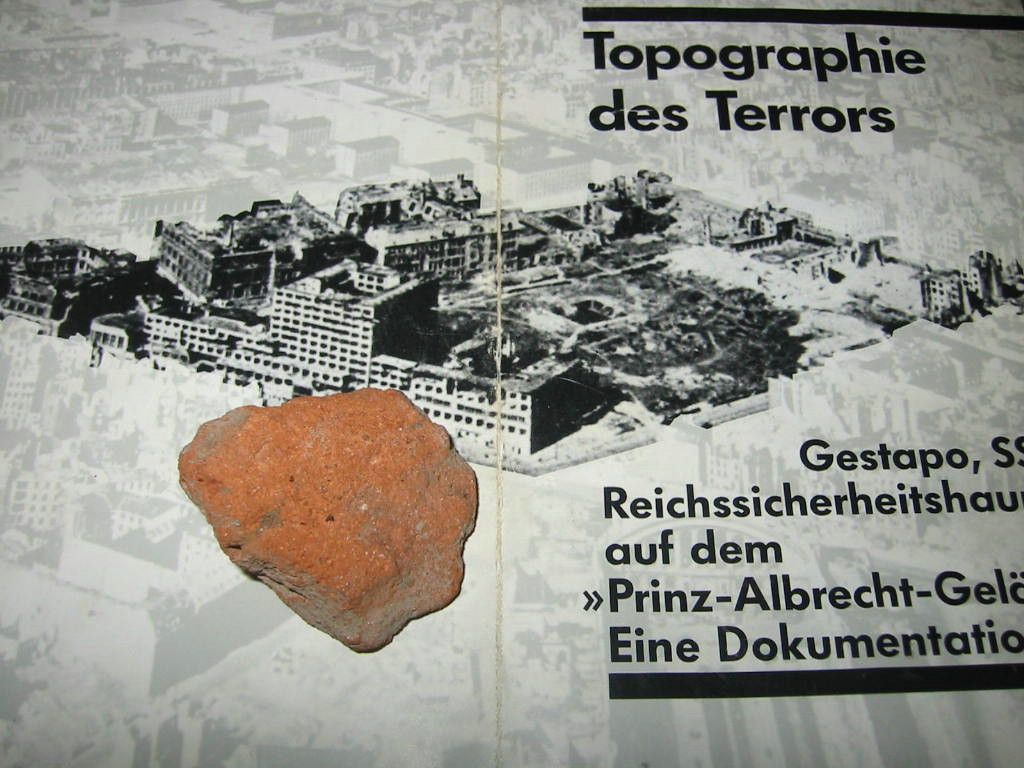 Topographie
des Terrors
Gestapo, SS
Reichssicherheitshau
auf dem
»Prinz-Albrecht-Gelä
Eine Dokumentatio